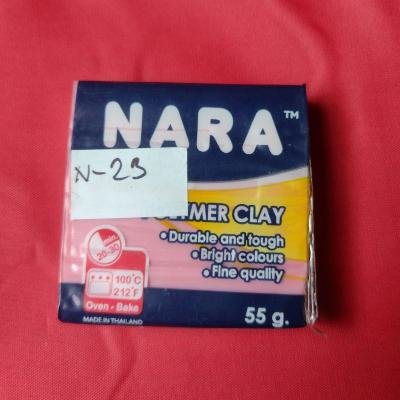 NARA™
N-23
POLYMER CLAY
• Durable and tough
• Bright colours
• Fine quality
min.
20-30
100°C
212°F
Oven - Bake
MADE IN THAILAND
55 g.